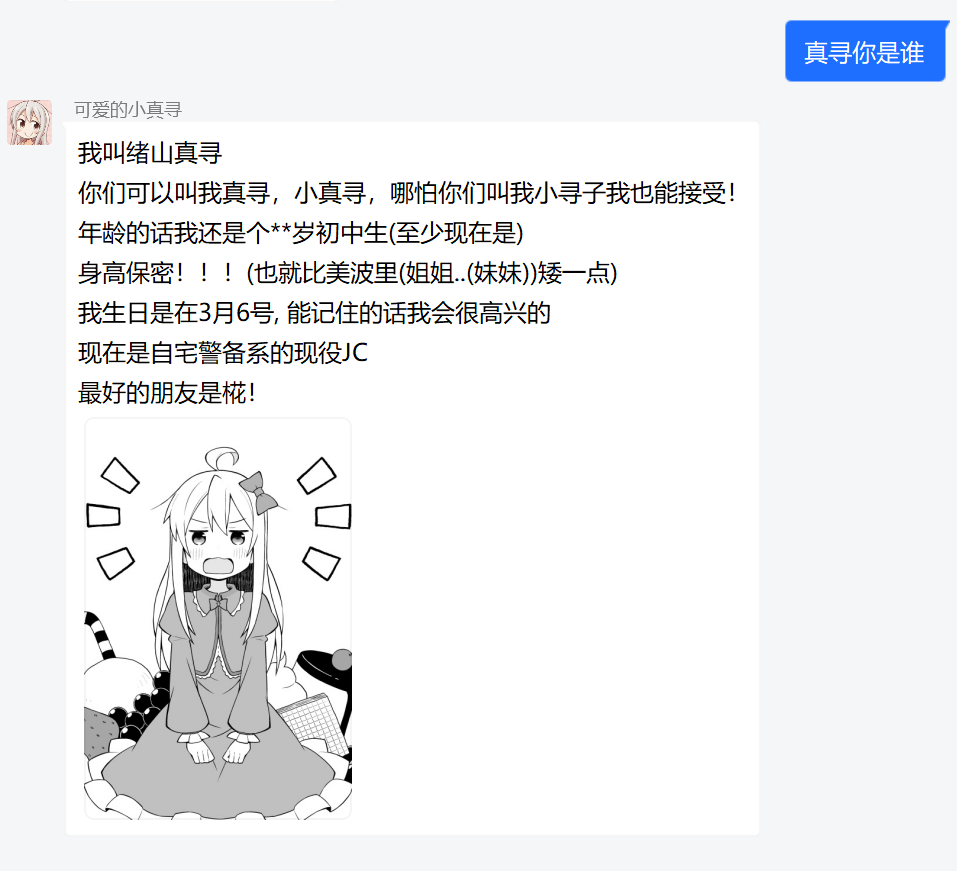 真寻你是谁
可爱的小真寻
我叫绪山真寻
你们可以叫我真寻，小真寻，哪怕你们叫我小寻子我也能接受！
年龄的话我还是个**岁初中生(至少现在是)
身高保密！！！(也就比美波里(姐姐..(妹妹))矮一点)
我生日是在3月6号, 能记住的话我会很高兴的
现在是自宅警备系的现役JC
最好的朋友是椛！